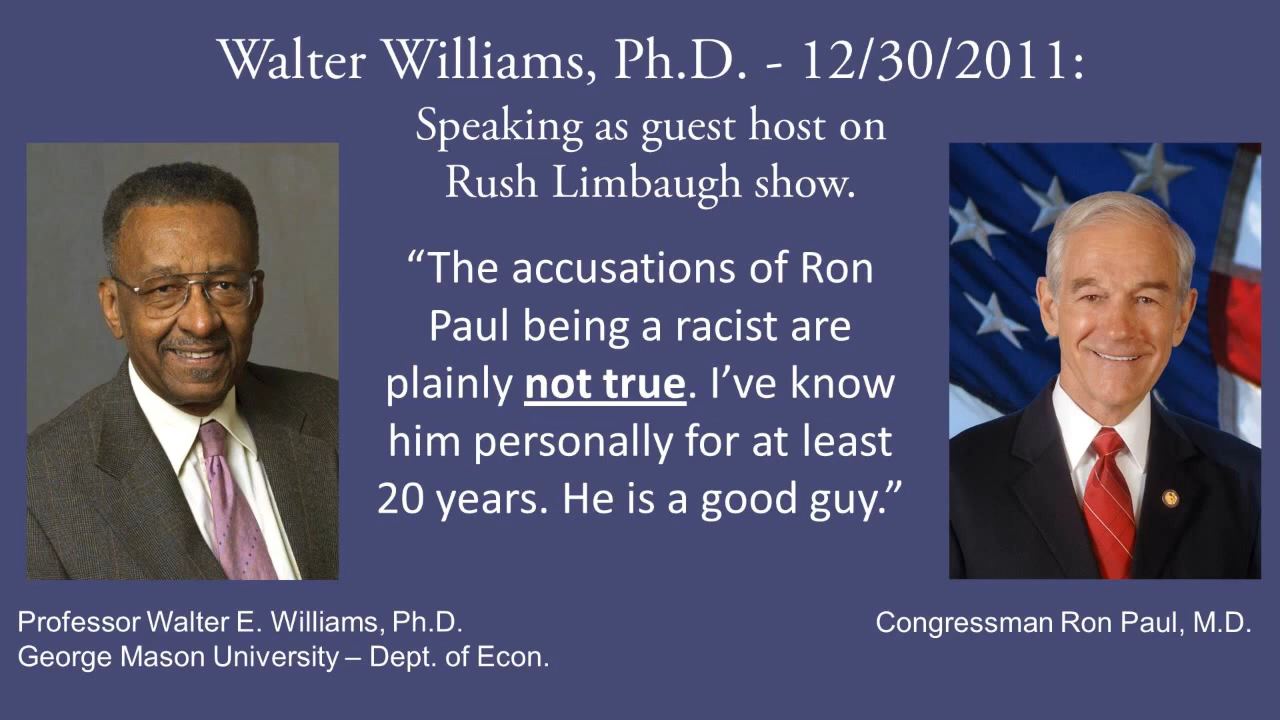 Walter Williams, Ph.D. - 12/30/2011:
Speaking as guest host on
Rush Limbaugh show.
“The accusations of Ron
Paul being a racist are
plainly not true. I’ve know
him personally for at least
20 years. He is a good guy.”
Professor Walter E. Williams, Ph.D.
George Mason University – Dept. of Econ.
Congressman Ron Paul, M.D.